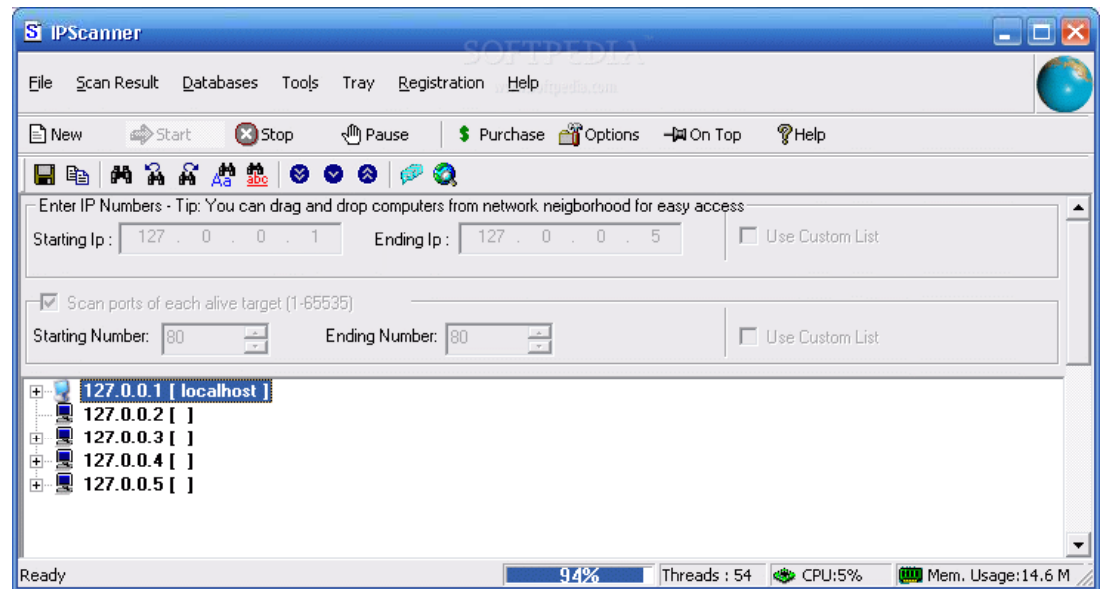 IPScanner
SOFTPEDIA
File Scan Result Databases Tools Tray Registration Help
New Start Stop Pause $ Purchase Options On Top Help
Aa abc
Enter IP Numbers - Tip: You can drag and drop computers from network neigborhood for easy access
Starting Ip : 127 . 0 . 0 . 1 Ending Ip : 127 . 0 . 0 . 5 Use Custom List
Scan ports of each alive target (1-65535)
Starting Number: 80 Ending Number: 80 Use Custom List
127.0.0.1 [ localhost ]
127.0.0.2 [ ]
127.0.0.3 [ ]
127.0.0.4 [ ]
127.0.0.5 [ ]
Ready 94% Threads : 54 CPU:5% Mem. Usage:14.6 M